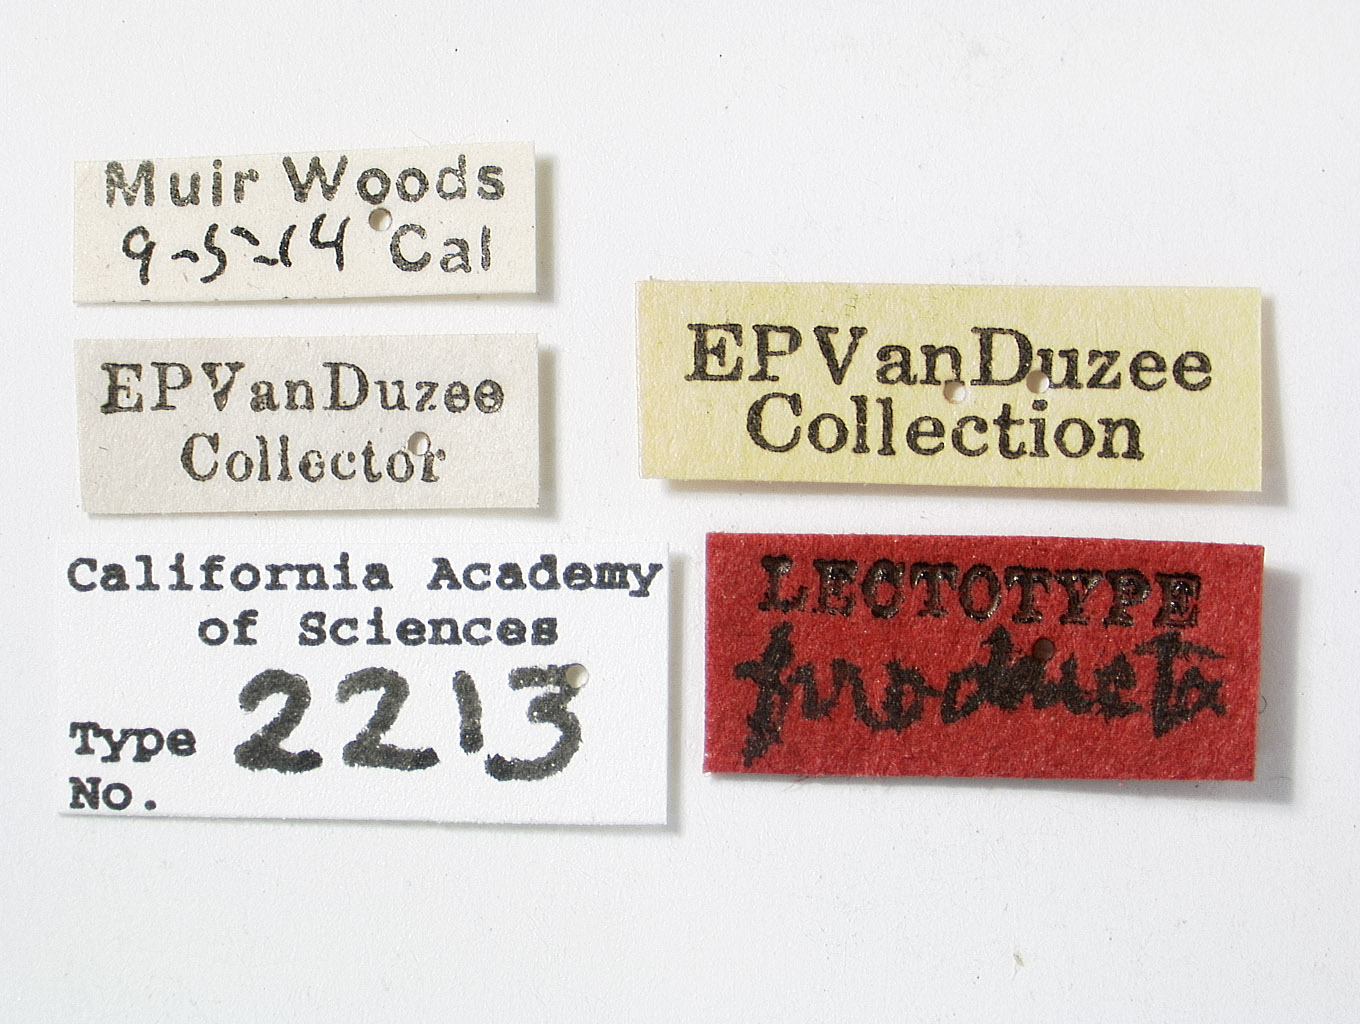 Muir Woods
9-5-14 Cal
EPVanDuzee
Collector
California Academy
of Sciences
Type
No. 2213
EPVanDuzee
Collection
LECTOTYPE
producta